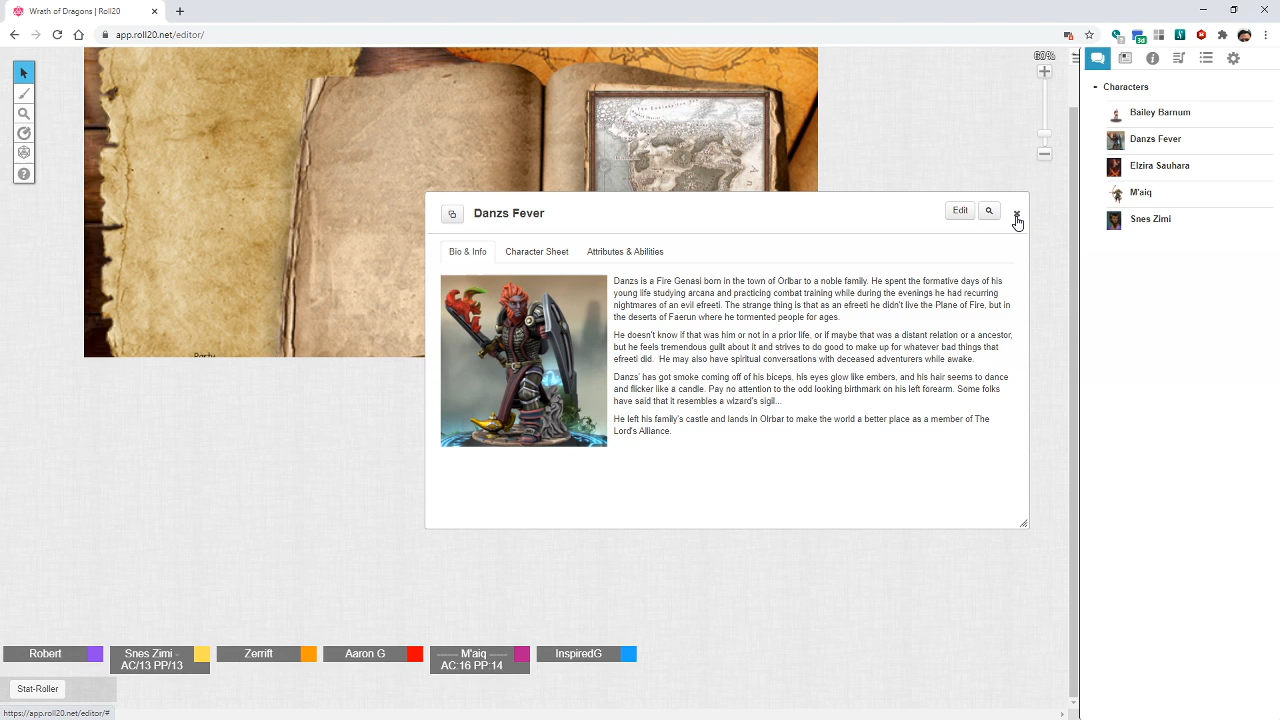 Wrath of Dragons | Roll20
app.roll20.net/editor/
60%
Characters
Bailey Barnum
Danzs Fever
Elzira Sauhara
M'aiq
Snes Zimi
Danzs Fever
Edit
Bio & Info
Character Sheet
Attributes & Abilities
Danzs is a Fire Genasi born in the town of Orlbar to a noble family. He spent the formative days of his
young life studying arcana and practicing combat training while during the evenings he had recurring
nightmares of an evil efreeti. The strange thing is that as an efreeti he didn't live the Plane of Fire, but in
the deserts of Faerun where he tormented people for ages.
He doesn't know if that was him or not in a prior life, or if maybe that was a distant relation or a ancestor,
but he feels tremendous guilt about it and strives to do good to make up for whatever bad things that
efreeti did. He may also have spiritual conversations with deceased adventurers while awake.
Danzs' has got smoke coming off of his biceps, his eyes glow like embers, and his hair seems to dance
and flicker like a candle. Pay no attention to the odd looking birthmark on his left forearm. Some folks
have said that it resembles a wizard's sigil...
He left his family's castle and lands in Olrbar to make the world a better place as a member of The
Lord's Alliance.
Party
Robert
Snes Zimi -
AC/13 PP/13
Zerrift
Aaron G
------ M'aiq ------
AC:16 PP:14
InspiredG
Stat-Roller
https://app.roll20.net/editor/#